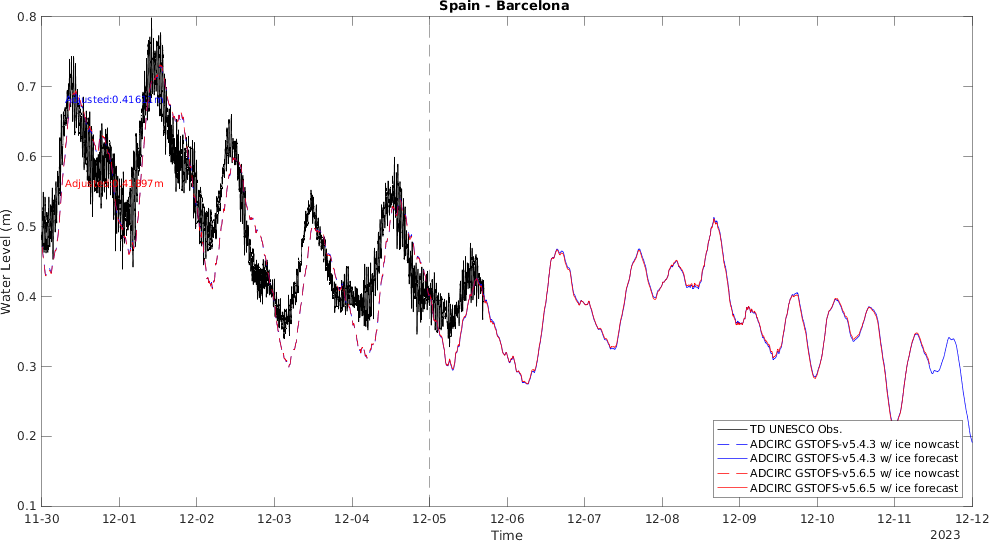 Spain - Barcelona
0.8
0.7
0.6
0.5
0.4
0.3
0.2
0.1
Water Level (m)
11-30
12-01
12-02
12-03
12-04
12-05
12-06
12-07
12-08
12-09
12-10
12-11
12-12
Time
2023
TD UNESCO Obs.
ADCIRC GSTOFS-v5.4.3 w/ ice nowcast
ADCIRC GSTOFS-v5.4.3 w/ ice forecast
ADCIRC GSTOFS-v5.6.5 w/ ice nowcast
ADCIRC GSTOFS-v5.6.5 w/ ice forecast